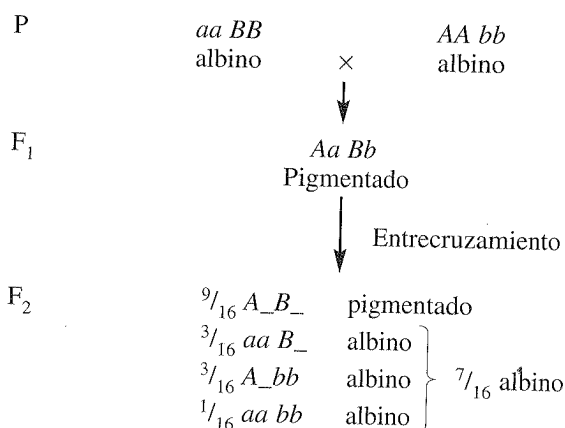 P aa BB AA bb
albino × albino
F₁ Aa Bb
Pigmentado
Entrecruzamiento
F₂ 9/16 A_B_ pigmentado
3/16 aa B_ albino
3/16 A_bb albino 7/16 albino
1/16 aa bb albino